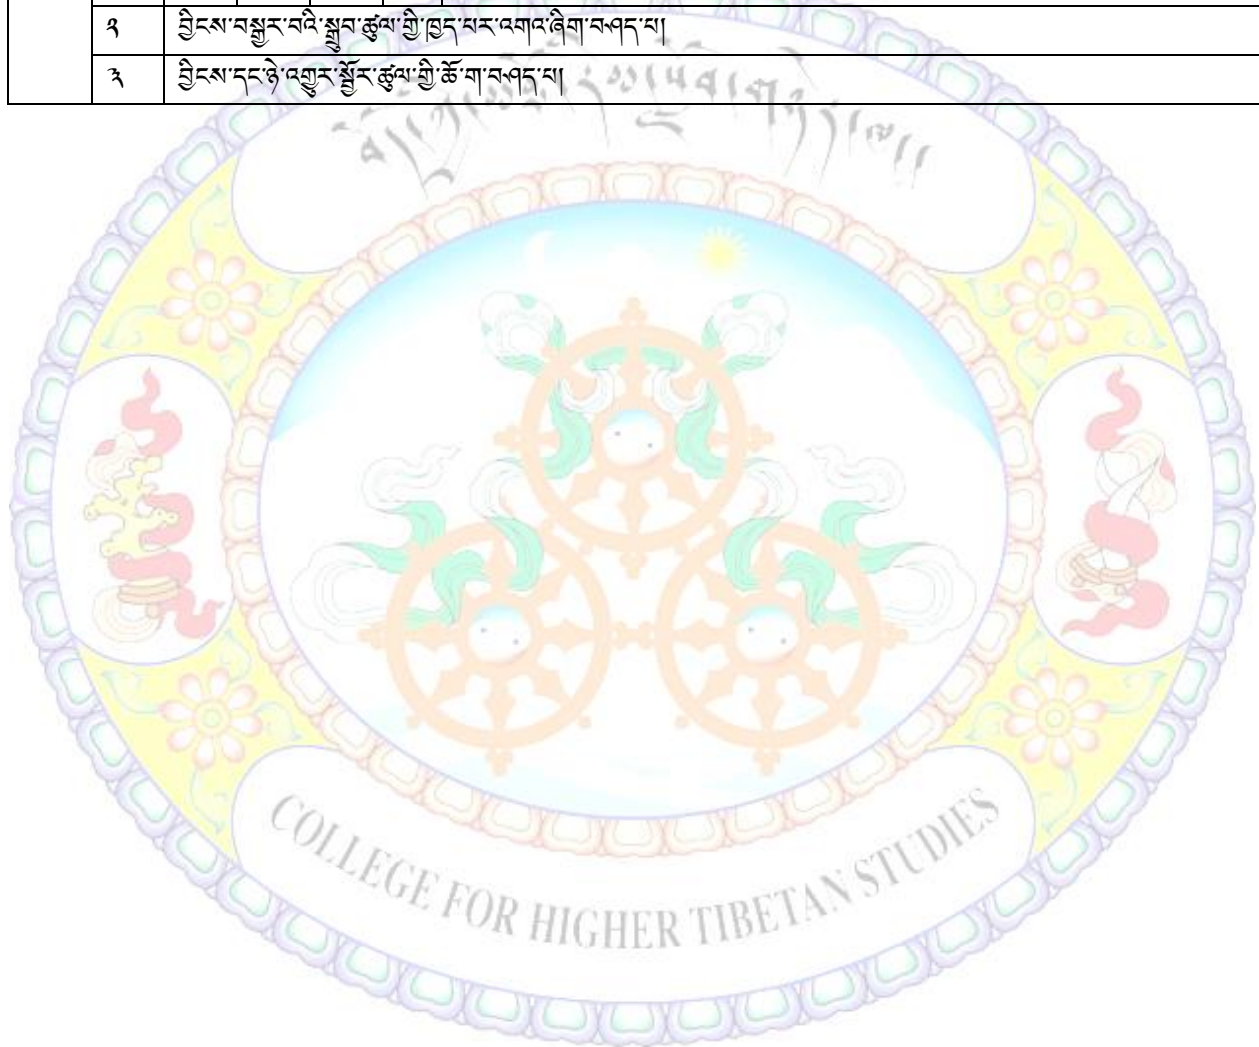 ༢ བྱིངས་བསྒྱུར་བའི་སྒྲུབ་ཚུལ་གྱི་ཁྱད་པར་འགའ་ཞིག་བཤད་པ།
༣ བྱིངས་དང་ཉེ་འགྱུར་སྦྱོར་ཚུལ་གྱི་ཆོ་ག་བཤད་པ།
COLLEGE FOR HIGHER TIBETAN STUDIES